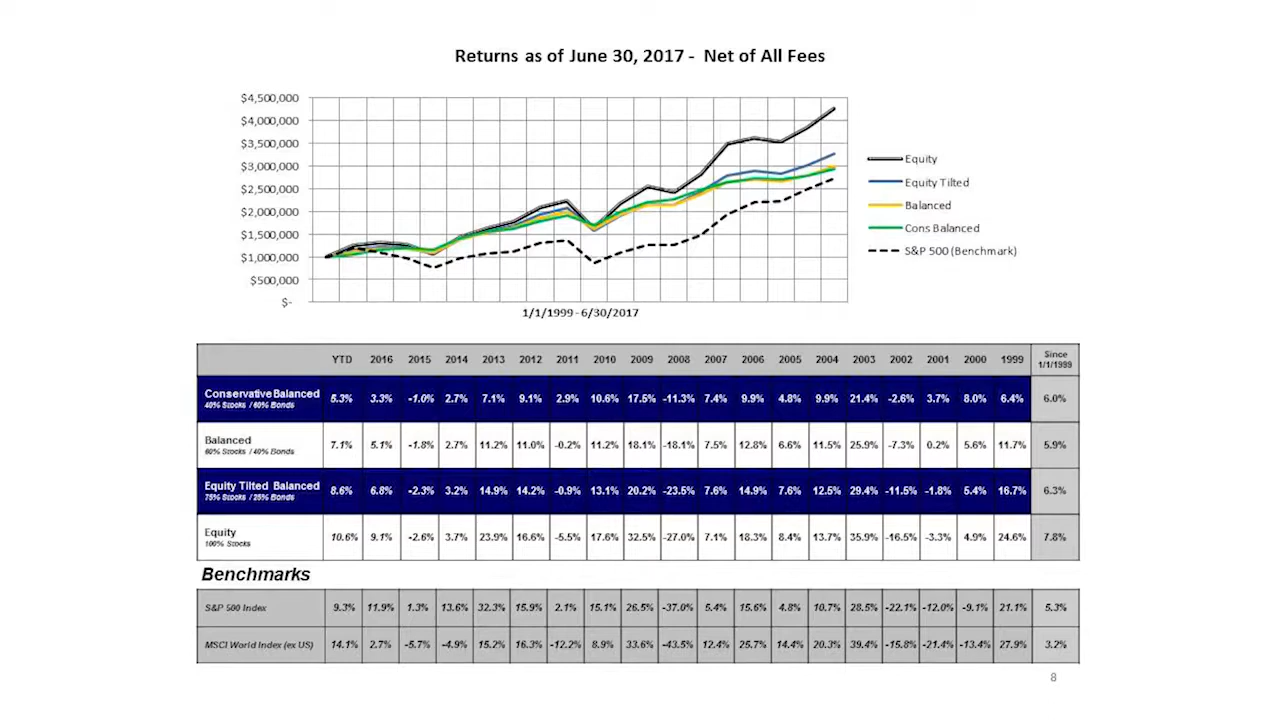 Returns as of June 30, 2017 - Net of All Fees
$4,500,000
$4,000,000
$3,500,000
$3,000,000
$2,500,000
$2,000,000
$1,500,000
$1,000,000
$500,000
$-
1/1/1999 - 6/30/2017
Equity
Equity Tilted
Balanced
Cons Balanced
S&P 500 (Benchmark)
YTD 2016 2015 2014 2013 2012 2011 2010 2009 2008 2007 2006 2005 2004 2003 2002 2001 2000 1999 Since 1/1/1999
Conservative Balanced
40% Stocks / 60% Bonds
5.3% 3.3% -1.0% 2.7% 7.1% 9.1% 2.9% 10.6% 17.5% -11.3% 7.4% 9.9% 4.8% 9.9% 21.4% -2.6% 3.7% 8.0% 6.4% 6.0%
Balanced
60% Stocks / 40% Bonds
7.1% 5.1% -1.8% 2.7% 11.2% 11.0% -0.2% 11.2% 18.1% -18.1% 7.5% 12.8% 6.6% 11.5% 25.9% -7.3% 0.2% 5.6% 11.7% 5.9%
Equity Tilted Balanced
75% Stocks / 25% Bonds
8.6% 6.8% -2.3% 3.2% 14.9% 14.2% -0.9% 13.1% 20.2% -23.5% 7.6% 14.9% 7.6% 12.5% 29.4% -11.5% -1.8% 5.4% 16.7% 6.3%
Equity
100% Stocks
10.6% 9.1% -2.6% 3.7% 23.9% 16.6% -5.5% 17.6% 32.5% -27.0% 7.1% 18.3% 8.4% 13.7% 35.9% -16.5% -3.3% 4.9% 24.6% 7.8%
Benchmarks
S&P 500 Index 9.3% 11.9% 1.3% 13.6% 32.3% 15.9% 2.1% 15.1% 26.5% -37.0% 5.4% 15.6% 4.8% 10.7% 28.5% -22.1% -12.0% -9.1% 21.1% 5.3%
MSCI World Index (ex US) 14.1% 2.7% -5.7% -4.9% 15.2% 16.3% -12.2% 8.9% 33.6% -43.5% 12.4% 25.7% 14.4% 20.3% 39.4% -15.8% -21.4% -13.4% 27.9% 3.2%
8